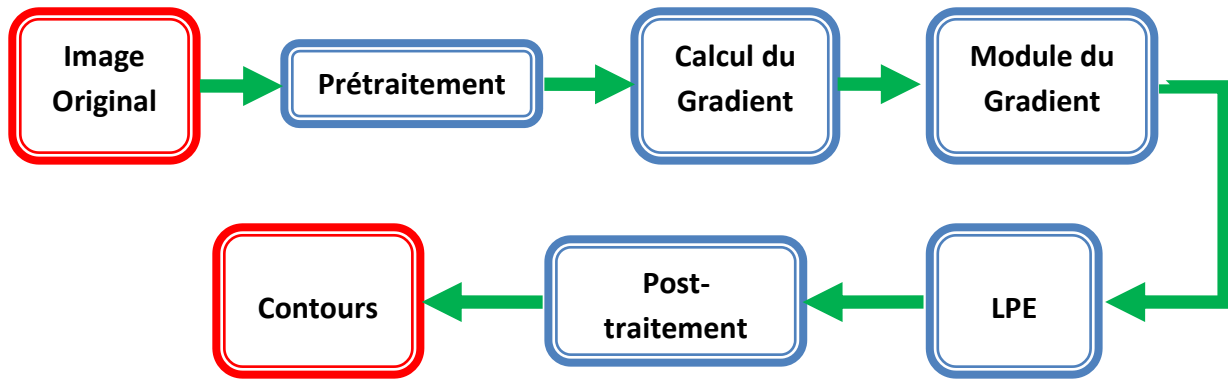 Image
Original
Prétraitement
Calcul du
Gradient
Module du
Gradient
LPE
Post-
traitement
Contours